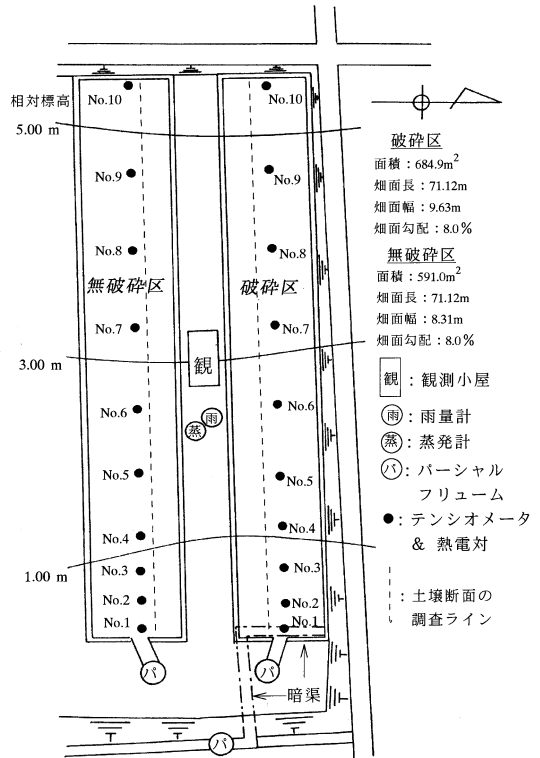 相対標高
5.00 m
3.00 m
1.00 m
No.10
No.9
No.8
無破砕区
No.7
No.6
No.5
No.4
No.3
No.2
No.1
パ
観
雨
蒸
No.10
No.9
No.8
破砕区
No.7
No.6
No.5
No.4
No.3
No.2
No.1
パ
暗渠
パ
破砕区
面積：684.9m²
畑面長：71.12m
畑面幅：9.63m
畑面勾配：8.0%
無破砕区
面積：591.0m²
畑面長：71.12m
畑面幅：8.31m
畑面勾配：8.0%
観：観測小屋
雨：雨量計
蒸：蒸発計
パ：パーシャル
フリューム
：テンシオメータ
& 熱電対
：土壌断面の
調査ライン